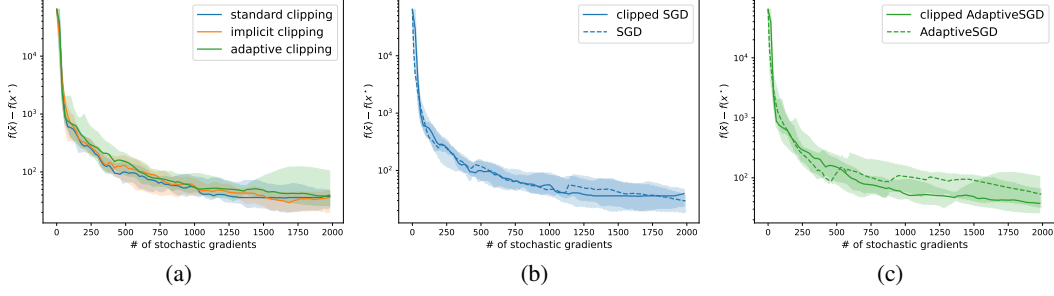 standard clipping
implicit clipping
adaptive clipping
10⁴
10³
10²
f(x̄) − f(x⋆)
0 250 500 750 1000 1250 1500 1750 2000
# of stochastic gradients
(a)
clipped SGD
SGD
10⁴
10³
10²
f(x̄) − f(x⋆)
0 250 500 750 1000 1250 1500 1750 2000
# of stochastic gradients
(b)
clipped AdaptiveSGD
AdaptiveSGD
10⁴
10³
10²
f(x̄) − f(x⋆)
0 250 500 750 1000 1250 1500 1750 2000
# of stochastic gradients
(c)